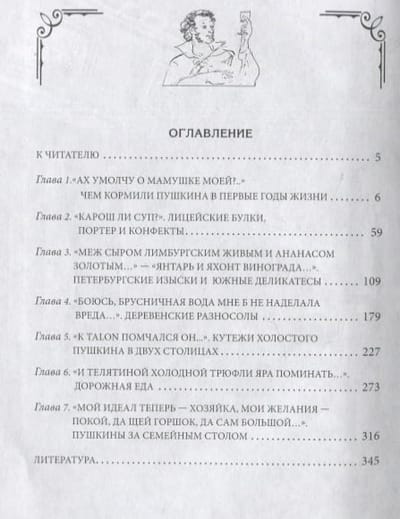 ОГЛАВЛЕНИЕ
К ЧИТАТЕЛЮ 5
Глава 1. «АХ УМОЛЧУ О МАМУШКЕ МОЕЙ?..»
ЧЕМ КОРМИЛИ ПУШКИНА В ПЕРВЫЕ ГОДЫ ЖИЗНИ 6
Глава 2. «КАРОШ ЛИ СУП?». ЛИЦЕЙСКИЕ БУЛКИ.
ПОРТЕР И КОНФЕКТЫ 59
Глава 3. «МЕЖ СЫРОМ ЛИМБУРГСКИМ ЖИВЫМ И АНАНАСОМ
ЗОЛОТЫМ...» — «ЯНТАРЬ И ЯХОНТ ВИНОГРАДА...».
ПЕТЕРБУРГСКИЕ ИЗЫСКИ И ЮЖНЫЕ ДЕЛИКАТЕСЫ 109
Глава 4. «БОЮСЬ, БРУСНИЧНАЯ ВОДА МНЕ Б НЕ НАДЕЛАЛА
ВРЕДА...». ДЕРЕВЕНСКИЕ РАЗНОСОЛЫ 179
Глава 5. «К TALON ПОМЧАЛСЯ ОН...». КУТЕЖИ ХОЛОСТОГО
ПУШКИНА В ДВУХ СТОЛИЦАХ 227
Глава 6. «И ТЕЛЯТИНОЙ ХОЛОДНОЙ ТРЮФЛИ ЯРА ПОМИНАТЬ...».
ДОРОЖНАЯ ЕДА 273
Глава 7. «МОЙ ИДЕАЛ ТЕПЕРЬ — ХОЗЯЙКА, МОИ ЖЕЛАНИЯ —
ПОКОЙ, ДА ЩЕЙ ГОРШОК, ДА САМ БОЛЬШОЙ...».
ПУШКИНЫ ЗА СЕМЕЙНЫМ СТОЛОМ 316
ЛИТЕРАТУРА 345